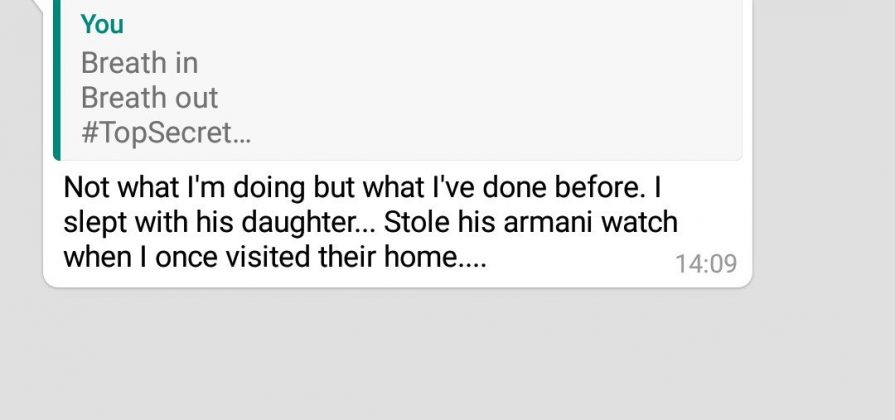 You
Breath in
Breath out
#TopSecret...
Not what I'm doing but what I've done before. I
slept with his daughter... Stole his armani watch
when I once visited their home....
14:09